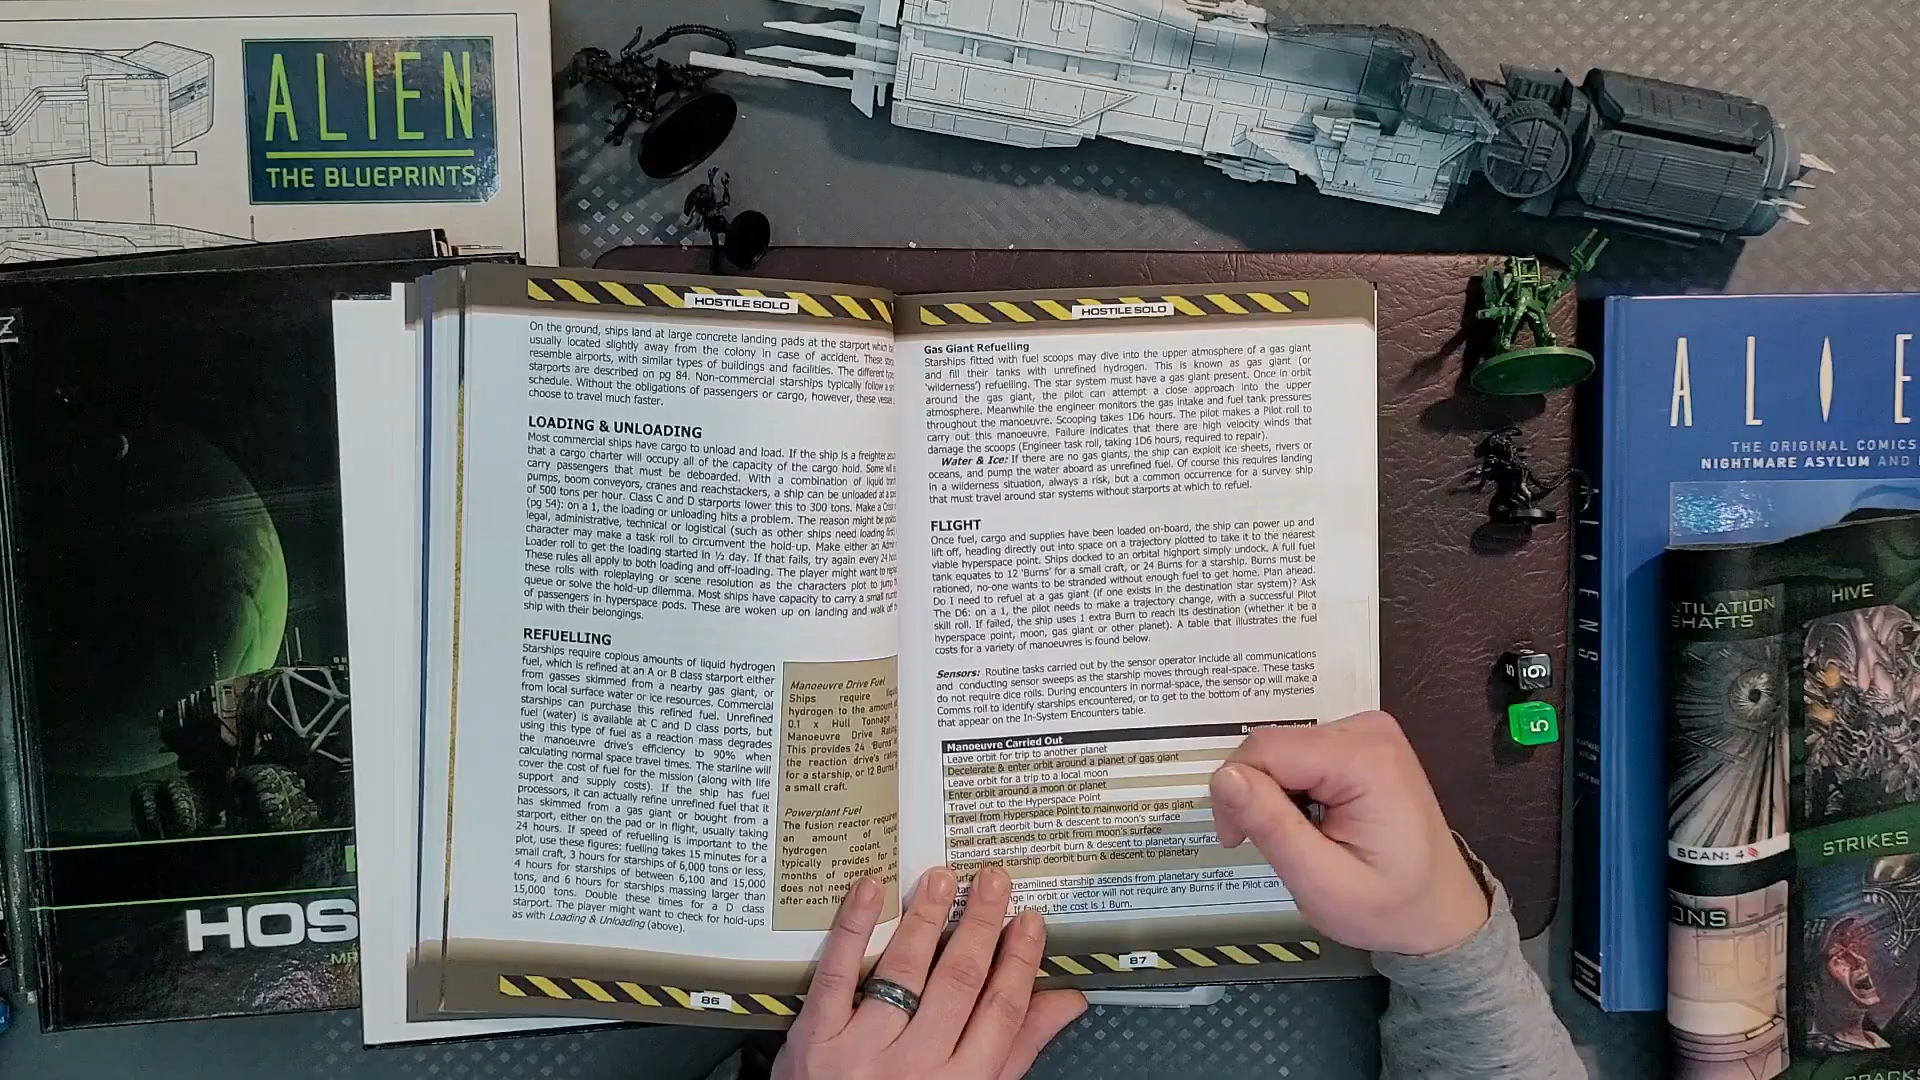 ALIEN
THE BLUEPRINTS
HOSTILE SOLO
On the ground, ships land at large concrete landing pads at the starport which
usually located slightly away from the colony in case of accident. These
resemble airports, with similar types of buildings and facilities. The different
starports are described on pg 84. Non-commercial starships typically follow a
schedule. Without the obligations of passengers or cargo, however, these
choose to travel much faster.
LOADING & UNLOADING
Most commercial ships have cargo to unload and load. If the ship is a freighter
that a cargo charter will occupy all of the capacity of the cargo hold. Some
carry passengers that must be deboarded. With a combination of liquid
pumps, boom conveyors, cranes and reachstackers, a ship can be unloaded at a
of 500 tons per hour. Class C and D starports lower this to 300 tons. Make a
(pg 54): on a 1, the loading or unloading hits a problem. The reason might be
legal, administrative, technical or logistical (such as other ships need loading
character may make a task roll to circumvent the hold-up. Make either an
Loader roll to get the loading started in ½ day. If that fails, try again every 24
These rules all apply to both loading and off-loading. The player might want to
these rolls with roleplaying or scene resolution as the characters plot to jump
queue or solve the hold-up dilemma. Most ships have capacity to carry a small
of passengers in hyperspace pods. These are woken up on landing and walk
ship with their belongings.
REFUELLING
Starships require copious amounts of liquid hydrogen
fuel, which is refined at an A or B class starport either
from gasses skimmed from a nearby gas giant, or
from local surface water or ice resources. Commercial
starships can purchase this refined fuel. Unrefined
fuel (water) is available at C and D class ports, but
using this type of fuel as a reaction mass degrades
the manoeuvre drive's efficiency to 90% when
calculating normal space travel times. The starline will
cover the cost of fuel for the mission (along with life
support and supply costs). If the ship has fuel
processors, it can actually refine unrefined fuel that it
has skimmed from a gas giant or bought from a
starport, either on the pad or in flight, usually taking
24 hours. If speed of refuelling is important to the
plot, use these figures: fuelling takes 15 minutes for a
small craft, 3 hours for starships of 6,000 tons or less,
4 hours for starships of between 6,100 and 15,000
tons, and 6 hours for starships massing larger than
15,000 tons. Double these times for a D class
starport. The player might want to check for hold-ups
as with Loading & Unloading (above).
Manoeuvre Drive Fuel
Ships require
hydrogen to the amount
0.1 x Hull Tonnage
Manoeuvre Drive
This provides 24 'Burns'
the reaction drive's
for a starship, or 12 Burns
a small craft.
Powerplant Fuel
The fusion reactor
an amount of
hydrogen coolant
typically provides for
months of operation
does not need
after each
86
HOSTILE SOLO
Gas Giant Refuelling
Starships fitted with fuel scoops may dive into the upper atmosphere of a gas giant
and fill their tanks with unrefined hydrogen. This is known as gas giant (or
'wilderness') refuelling. The star system must have a gas giant present. Once in orbit
around the gas giant, the pilot can attempt a close approach into the upper
atmosphere. Meanwhile the engineer monitors the gas intake and fuel tank pressures
throughout the manoeuvre. Scooping takes 1D6 hours. The pilot makes a Pilot roll to
carry out this manoeuvre. Failure indicates that there are high velocity winds that
damage the scoops (Engineer task roll, taking 1D6 hours, required to repair).
Water & Ice: If there are no gas giants, the ship can exploit ice sheets, rivers or
oceans, and pump the water aboard as unrefined fuel. Of course this requires landing
in a wilderness situation, always a risk, but a common occurrence for a survey ship
that must travel around star systems without starports at which to refuel.
FLIGHT
Once fuel, cargo and supplies have been loaded on-board, the ship can power up and
lift off, heading directly out into space on a trajectory plotted to take it to the nearest
viable hyperspace point. Ships docked to an orbital highport simply undock. A full fuel
tank equates to 12 'Burns' for a small craft, or 24 Burns for a starship. Burns must be
rationed, no-one wants to be stranded without enough fuel to get home. Plan ahead.
Do I need to refuel at a gas giant (if one exists in the destination star system)? Ask
The D6: on a 1, the pilot needs to make a trajectory change, with a successful Pilot
skill roll. If failed, the ship uses 1 extra Burn to reach its destination (whether it be a
hyperspace point, moon, gas giant or other planet). A table that illustrates the fuel
costs for a variety of manoeuvres is found below.
Sensors: Routine tasks carried out by the sensor operator include all communications
and conducting sensor sweeps as the starship moves through real-space. These tasks
do not require dice rolls. During encounters in normal-space, the sensor op will make a
Comms roll to identify starships encountered, or to get to the bottom of any mysteries
that appear on the In-System Encounters table.
Manoeuvre Carried Out
Leave orbit for trip to another planet
Decelerate & enter orbit around a planet of gas giant
Leave orbit for a trip to a local moon
Enter orbit around a moon or planet
Travel out to the Hyperspace Point
Travel from Hyperspace Point to mainworld or gas giant
Small craft deorbit burn & descent to moon's surface
Small craft ascends to orbit from moon's surface
Standard starship deorbit burn & descent to planetary surface
Streamlined starship deorbit burn & descent to planetary
streamlined starship ascends from planetary surface
in orbit or vector will not require any Burns if the Pilot can
If failed, the cost is 1 Burn.
87
HOS
5
9
5
ALIE
THE ORIGINAL COMICS
NIGHTMARE ASYLUM AND
ALIENS
SHAFTS
HIVE
SCAN: 4
STRIKES